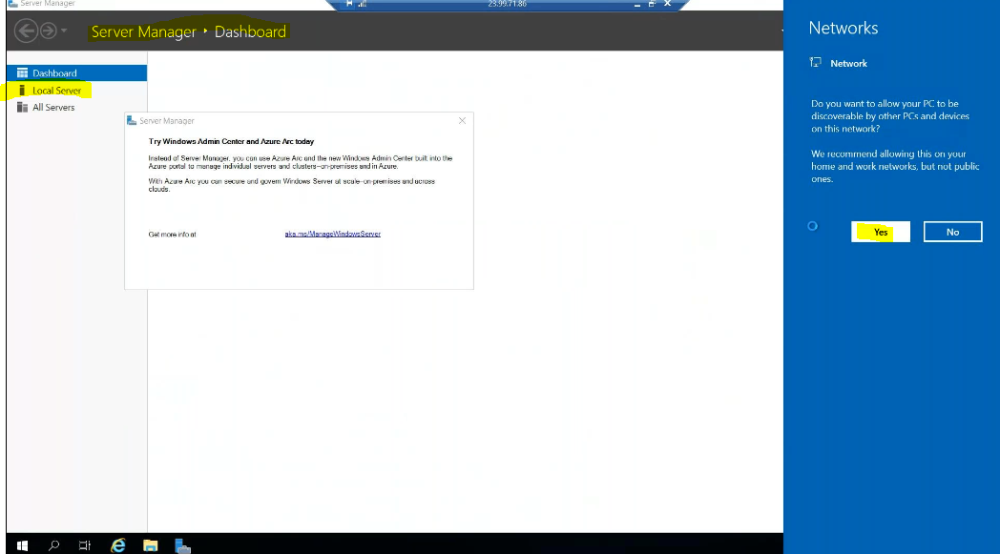 Server Manager
23.99.71.86
Server Manager
Dashboard
Dashboard
Local Server
All Servers
Server Manager
Try Windows Admin Center and Azure Arc today
Instead of Server Manager, you can use Azure Arc and the new Windows Admin Center built into the
Azure portal to manage individual servers and clusters--on-premises and in Azure.
With Azure Arc you can secure and govern Windows Server at scale--on-premises and across
clouds.
Get more info at
aka.ms/ManageWindowsServer
Networks
Network
Do you want to allow your PC to be
discoverable by other PCs and devices
on this network?
We recommend allowing this on your
home and work networks, but not public
ones.
Yes
No